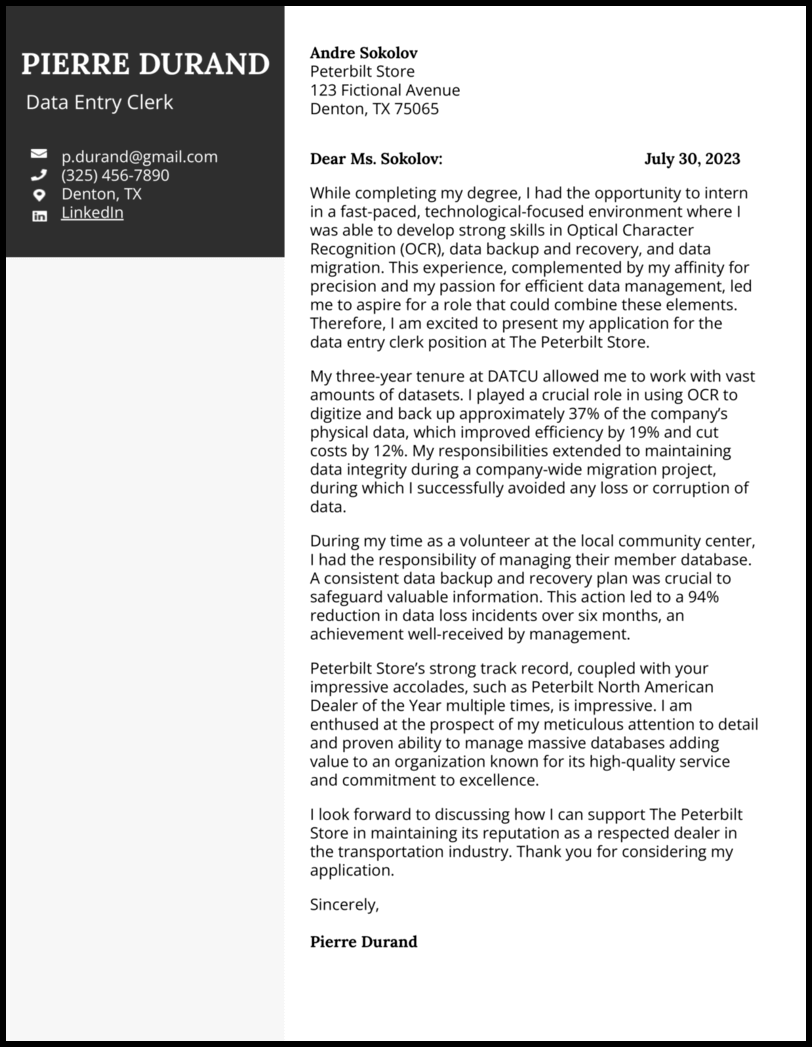 PIERRE DURAND
Data Entry Clerk
p.durand@gmail.com
(325) 456-7890
Denton, TX
LinkedIn
Andre Sokolov
Peterbilt Store
123 Fictional Avenue
Denton, TX 75065
Dear Ms. Sokolov: July 30, 2023
While completing my degree, I had the opportunity to intern
in a fast-paced, technological-focused environment where I
was able to develop strong skills in Optical Character
Recognition (OCR), data backup and recovery, and data
migration. This experience, complemented by my affinity for
precision and my passion for efficient data management, led
me to aspire for a role that could combine these elements.
Therefore, I am excited to present my application for the
data entry clerk position at The Peterbilt Store.
My three-year tenure at DATCU allowed me to work with vast
amounts of datasets. I played a crucial role in using OCR to
digitize and back up approximately 37% of the company's
physical data, which improved efficiency by 19% and cut
costs by 12%. My responsibilities extended to maintaining
data integrity during a company-wide migration project,
during which I successfully avoided any loss or corruption of
data.
During my time as a volunteer at the local community center,
I had the responsibility of managing their member database.
A consistent data backup and recovery plan was crucial to
safeguard valuable information. This action led to a 94%
reduction in data loss incidents over six months, an
achievement well-received by management.
Peterbilt Store's strong track record, coupled with your
impressive accolades, such as Peterbilt North American
Dealer of the Year multiple times, is impressive. I am
enthused at the prospect of my meticulous attention to detail
and proven ability to manage massive databases adding
value to an organization known for its high-quality service
and commitment to excellence.
I look forward to discussing how I can support The Peterbilt
Store in maintaining its reputation as a respected dealer in
the transportation industry. Thank you for considering my
application.
Sincerely,
Pierre Durand